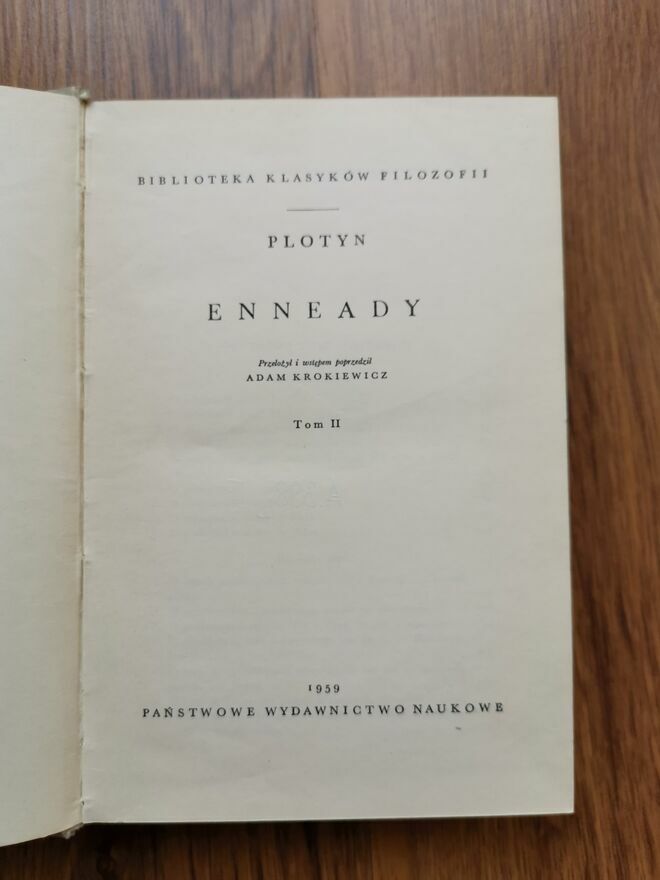 BIBLIOTEKA KLASYKÓW FILOZOFII
PLOTYN
ENNEADY
Przełożył i wstępem poprzedził
ADAM KROKIEWICZ
Tom II
1959
PAŃSTWOWE WYDAWNICTWO NAUKOWE